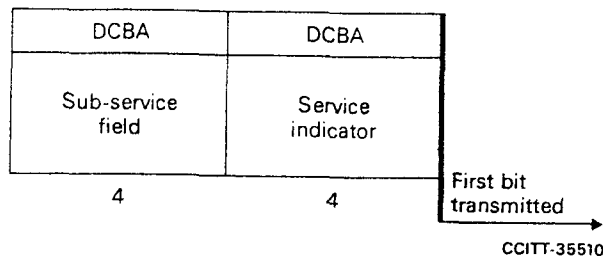 DCBA DCBA
Sub-service
field
Service
indicator
4 4
First bit
transmitted
CCITT-35510